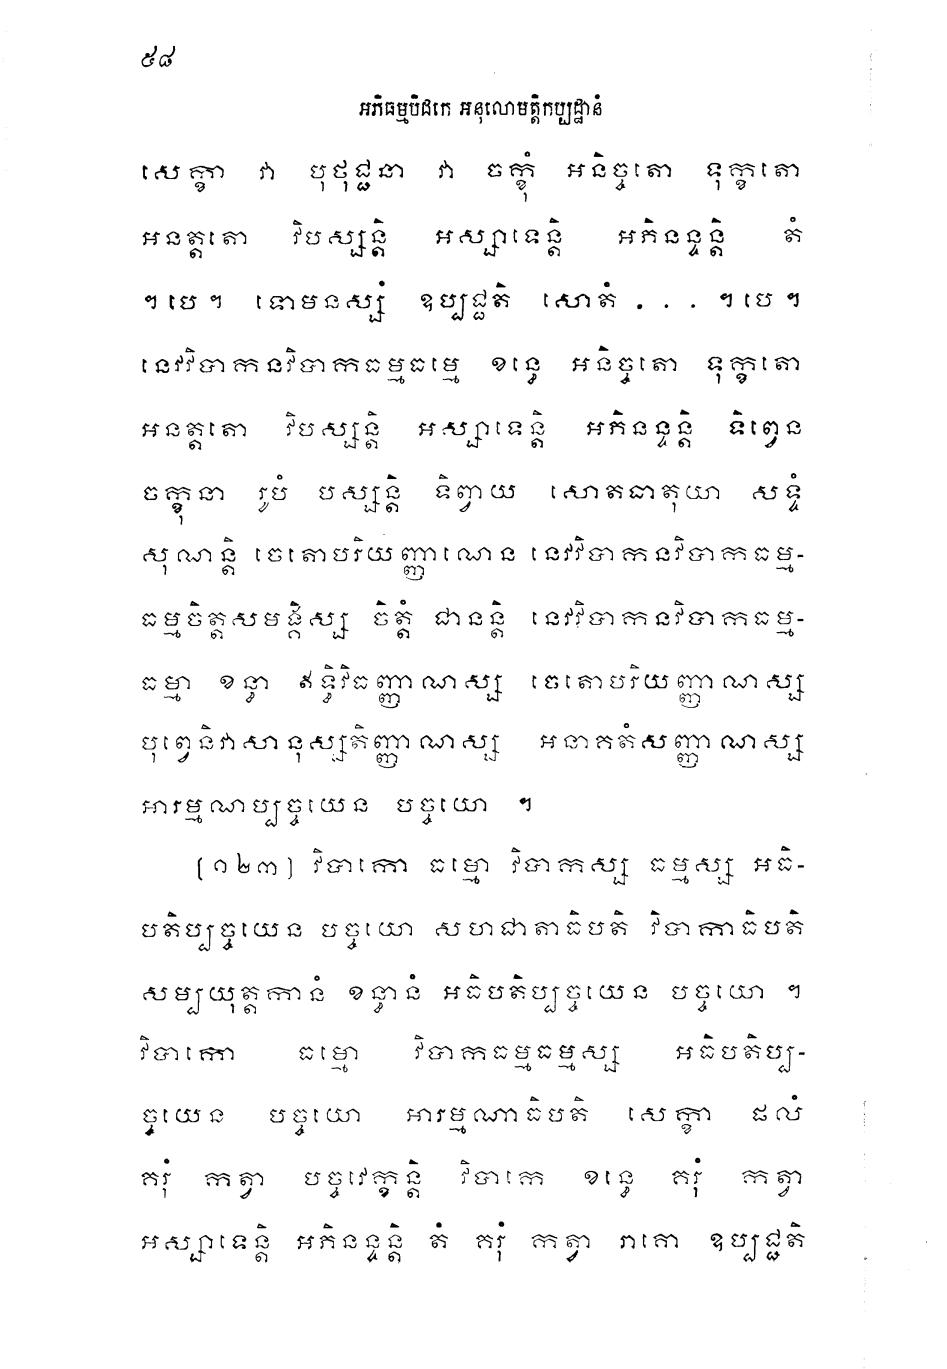 ៥៨
អភិធម្មបិដកេ អនុលោមត្តិកប្បដ្ឋានំ
សេក្ខា វា បុថុជ្ជនា វា ចក្ខុំ អនិច្ចតោ ទុក្ខតោ
អនត្តតោ វិបស្សន្តិ អស្សាទេន្តិ អភិនន្ទន្តិ តំ
។ បេ ។ ទោមនស្សំ ឧប្បជ្ជតិ សោតំ . . . ។ បេ ។
នេវវិបាកនវិបាកធម្មធម្មេ ខន្ធេ អនិច្ចតោ ទុក្ខតោ
អនត្តតោ វិបស្សន្តិ អស្សាទេន្តិ អភិនន្ទន្តិ ទិព្វេន
ចក្ខុនា រូបំ បស្សន្តិ ទិព្វាយ សោតធាតុយា សទ្ទំ
សុណន្តិ ចេតោបរិយញ្ញាណេន នេវវិបាកនវិបាកធម្ម-
ធម្មចិត្តសមង្គិស្ស ចិត្តំ ជានន្តិ នេវវិបាកនវិបាកធម្ម-
ធម្មា ខន្ធា ឥទ្ធិវិធញ្ញាណស្ស ចេតោបរិយញ្ញាណស្ស
បុព្វេនិវាសានុស្សតិញ្ញាណស្ស អនាគតំសញ្ញាណស្ស
អារម្មណប្បច្ចយេន បច្ចយោ ។
[១២៣] វិបាកោ ធម្មោ វិបាកស្ស ធម្មស្ស អធិ-
បតិប្បច្ចយេន បច្ចយោ សហជាតាធិបតិ វិបាកាធិបតិ
សម្បយុត្តកានំ ខន្ធានំ អធិបតិប្បច្ចយេន បច្ចយោ ។
វិបាកោ ធម្មោ វិបាកធម្មធម្មស្ស អធិបតិប្ប-
ច្ចយេន បច្ចយោ អារម្មណាធិបតិ សេក្ខា ផលំ
គរុំ កត្វា បច្ចវេក្ខន្តិ វិបាកេ ខន្ធេ គរុំ កត្វា
អស្សាទេន្តិ អភិនន្ទន្តិ តំ គរុំ កត្វា រាគោ ឧប្បជ្ជតិ